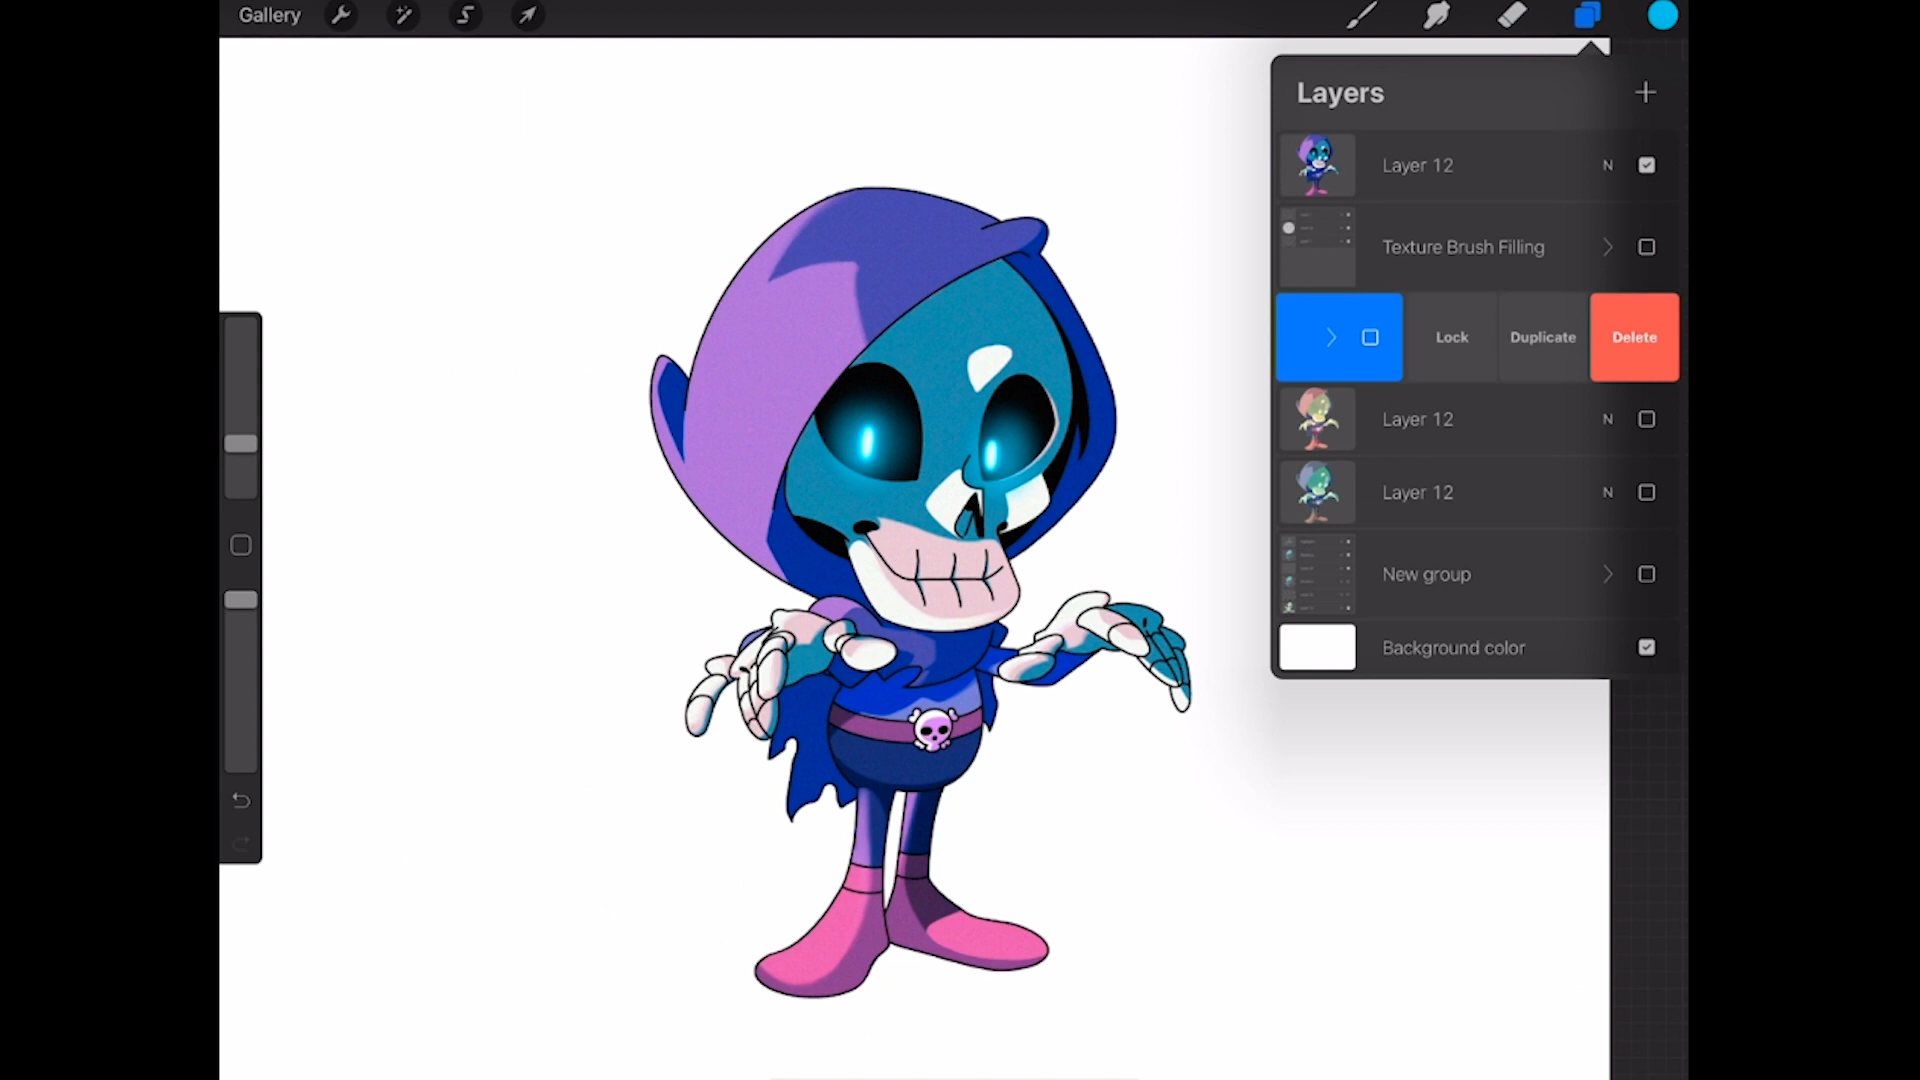 Gallery
Layers
Layer 12 N
Texture Brush Filling
Lock Duplicate Delete
Layer 12 N
Layer 12 N
New group
Background color